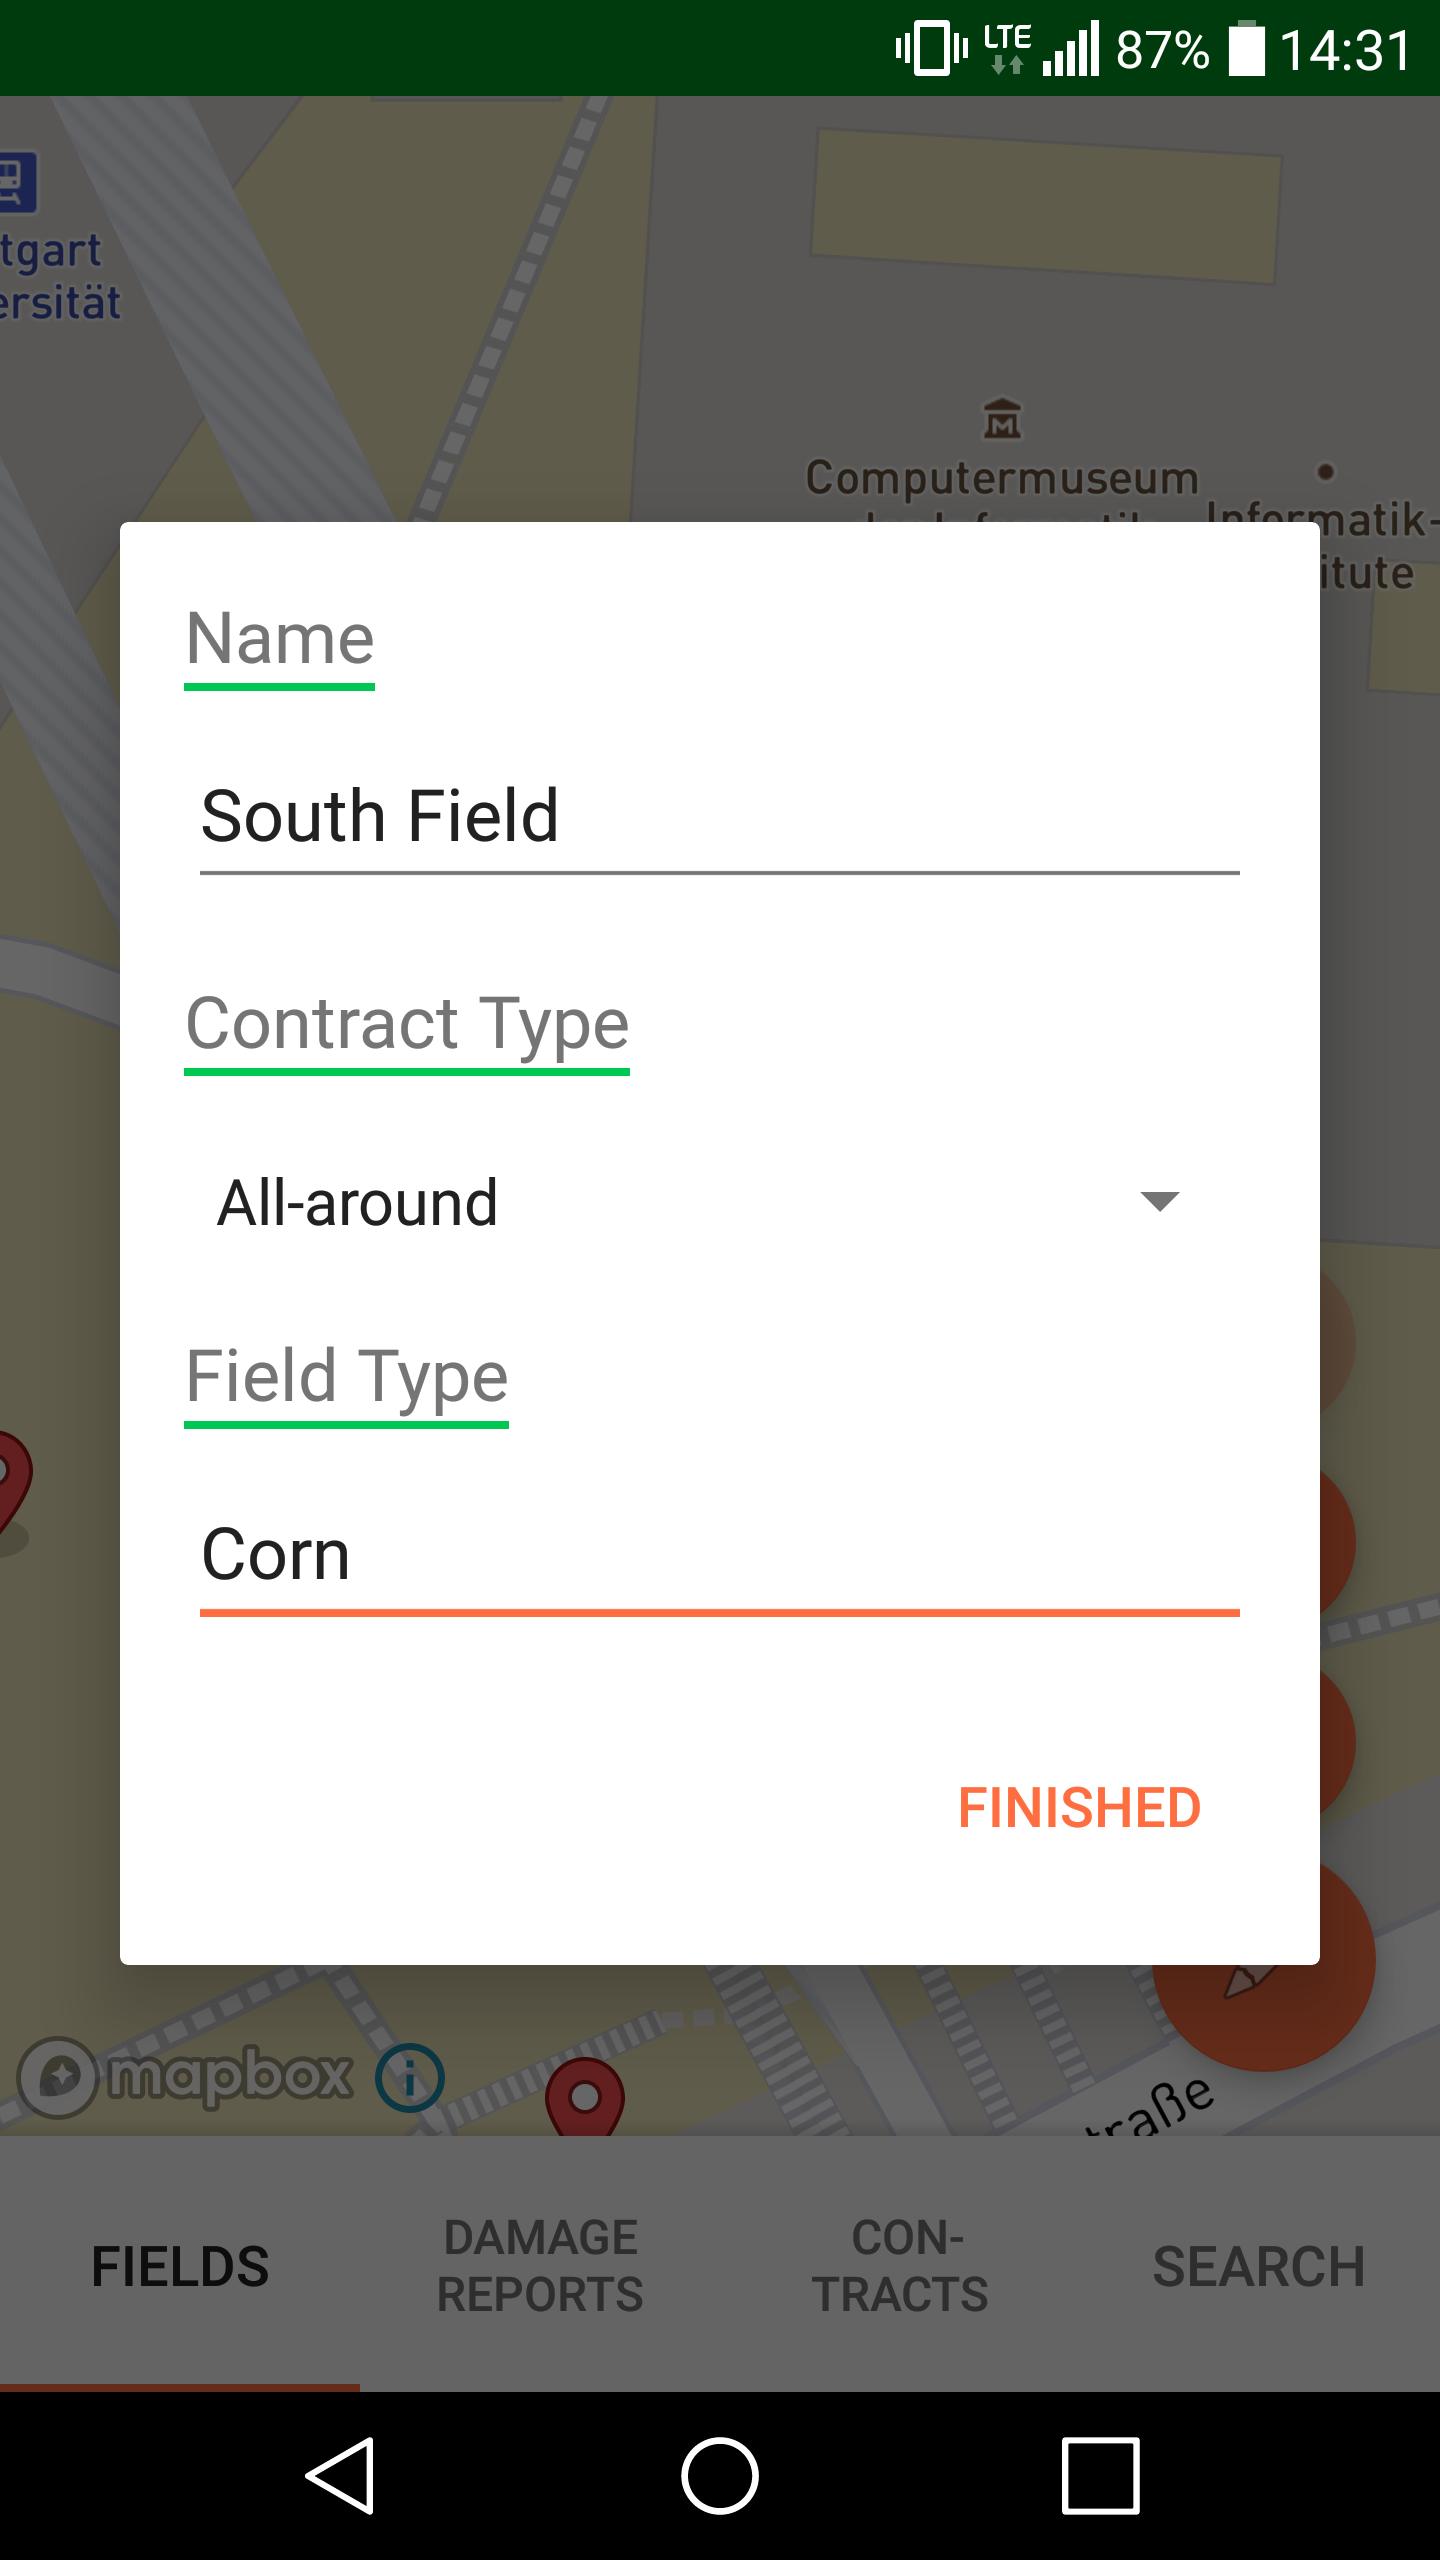 LTE 87% 14:31
tgart
ersität
Computermuseum
Informatik-
itute
Name
South Field
Contract Type
All-around
Field Type
Corn
FINISHED
mapbox
traße
FIELDS
DAMAGE
REPORTS
CON-
TRACTS
SEARCH